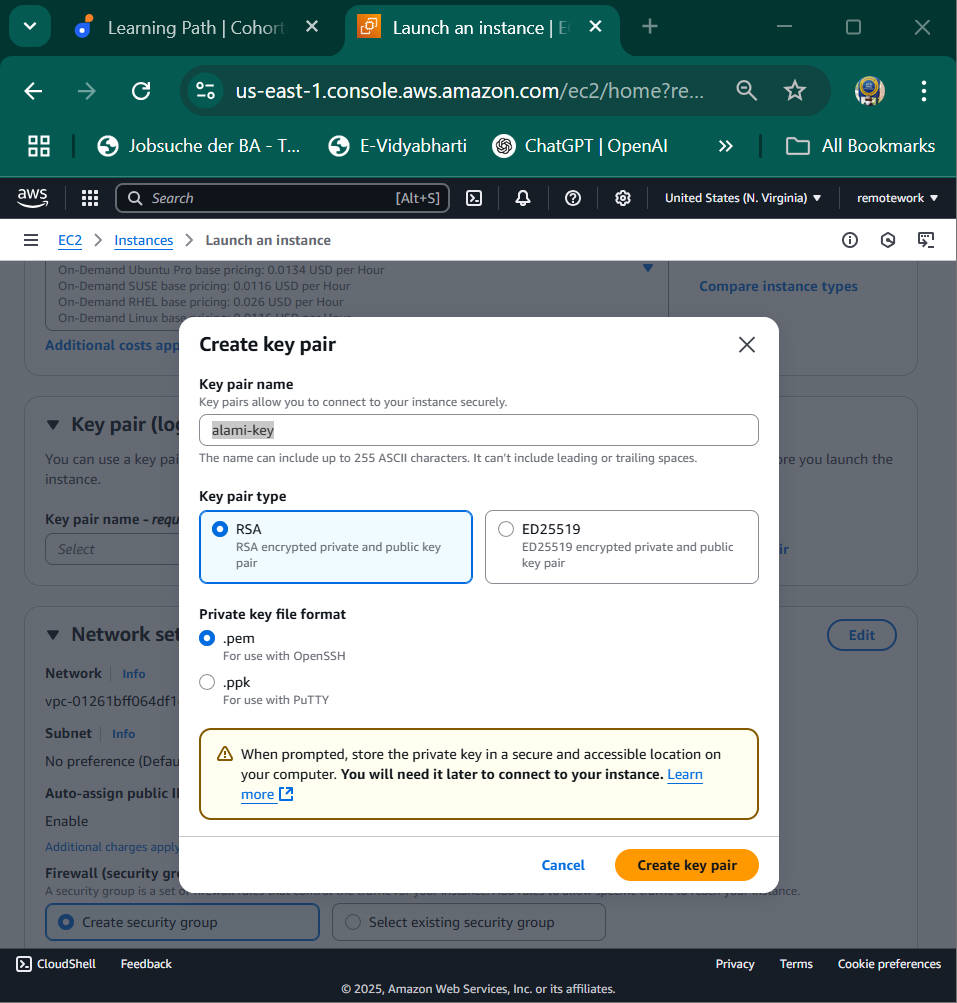 Learning Path | Cohort
Launch an instance | E
us-east-1.console.aws.amazon.com/ec2/home?re...
Jobsuche der BA - T...
E-Vidyabharti
ChatGPT | OpenAI
All Bookmarks
aws
Search
[Alt+S]
United States (N. Virginia)
remotework
EC2
Instances
Launch an instance
On-Demand Ubuntu Pro base pricing: 0.0134 USD per Hour
On-Demand SUSE base pricing: 0.0116 USD per Hour
On-Demand RHEL base pricing: 0.026 USD per Hour
On-Demand Linux base pricing: 0.0116 USD per Hour
Compare instance types
Additional costs app
Create key pair
Key pair name
Key pairs allow you to connect to your instance securely.
alami-key
The name can include up to 255 ASCII characters. It can't include leading or trailing spaces.
Key pair type
RSA
RSA encrypted private and public key
pair
ED25519
ED25519 encrypted private and public
key pair
Private key file format
.pem
For use with OpenSSH
.ppk
For use with PuTTY
When prompted, store the private key in a secure and accessible location on
your computer. You will need it later to connect to your instance. Learn
more
Cancel
Create key pair
Key pair (log
You can use a key pai
ore you launch the
instance.
Key pair name - requ
Select
ir
Network set
Edit
Network
Info
vpc-01261bff064df1
Subnet
Info
No preference (Defau
Auto-assign public I
Enable
Additional charges apply
Firewall (security gro
Create security group
Select existing security group
CloudShell
Feedback
Privacy
Terms
Cookie preferences
© 2025, Amazon Web Services, Inc. or its affiliates.